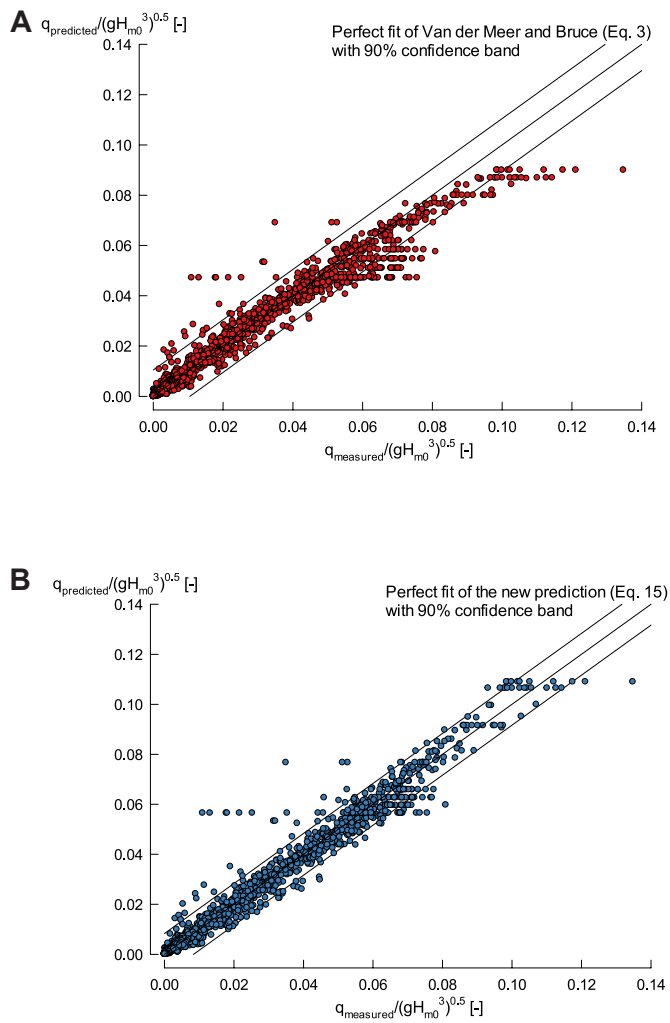 A
q_predicted/(gH_m0^3)^0.5 [-]
Perfect fit of Van der Meer and Bruce (Eq. 3)
with 90% confidence band
0.14
0.12
0.10
0.08
0.06
0.04
0.02
0.00
0.00 0.02 0.04 0.06 0.08 0.10 0.12 0.14
q_measured/(gH_m0^3)^0.5 [-]
B
q_predicted/(gH_m0^3)^0.5 [-]
Perfect fit of the new prediction (Eq. 15)
with 90% confidence band
0.14
0.12
0.10
0.08
0.06
0.04
0.02
0.00
0.00 0.02 0.04 0.06 0.08 0.10 0.12 0.14
q_measured/(gH_m0^3)^0.5 [-]